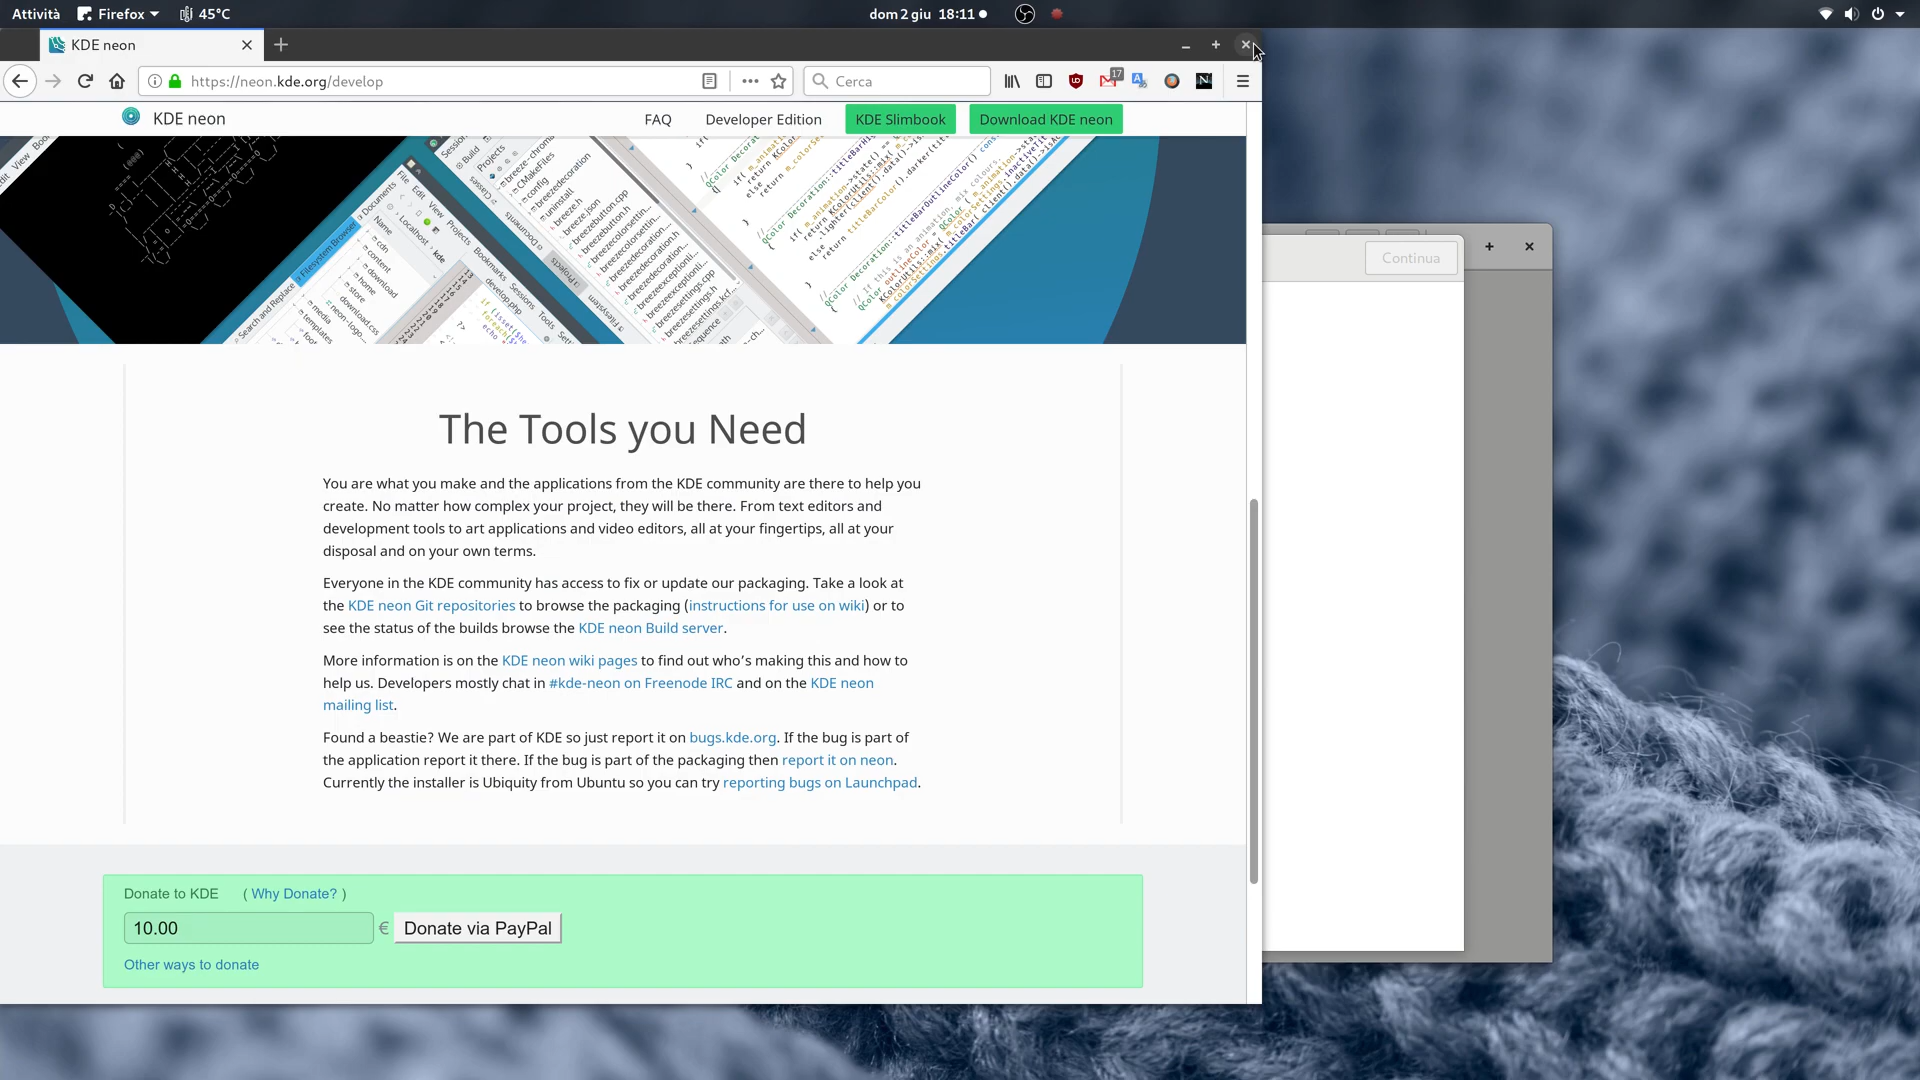 Attività Firefox 45°C dom 2 giu 18:11
KDE neon
https://neon.kde.org/develop Cerca 17
KDE neon FAQ Developer Edition KDE Slimbook Download KDE neon
Continua
The Tools you Need
You are what you make and the applications from the KDE community are there to help you
create. No matter how complex your project, they will be there. From text editors and
development tools to art applications and video editors, all at your fingertips, all at your
disposal and on your own terms.
Everyone in the KDE community has access to fix or update our packaging. Take a look at
the KDE neon Git repositories to browse the packaging (instructions for use on wiki) or to
see the status of the builds browse the KDE neon Build server.
More information is on the KDE neon wiki pages to find out who’s making this and how to
help us. Developers mostly chat in #kde-neon on Freenode IRC and on the KDE neon
mailing list.
Found a beastie? We are part of KDE so just report it on bugs.kde.org. If the bug is part of
the application report it there. If the bug is part of the packaging then report it on neon.
Currently the installer is Ubiquity from Ubuntu so you can try reporting bugs on Launchpad.
Donate to KDE ( Why Donate? )
10.00 € Donate via PayPal
Other ways to donate